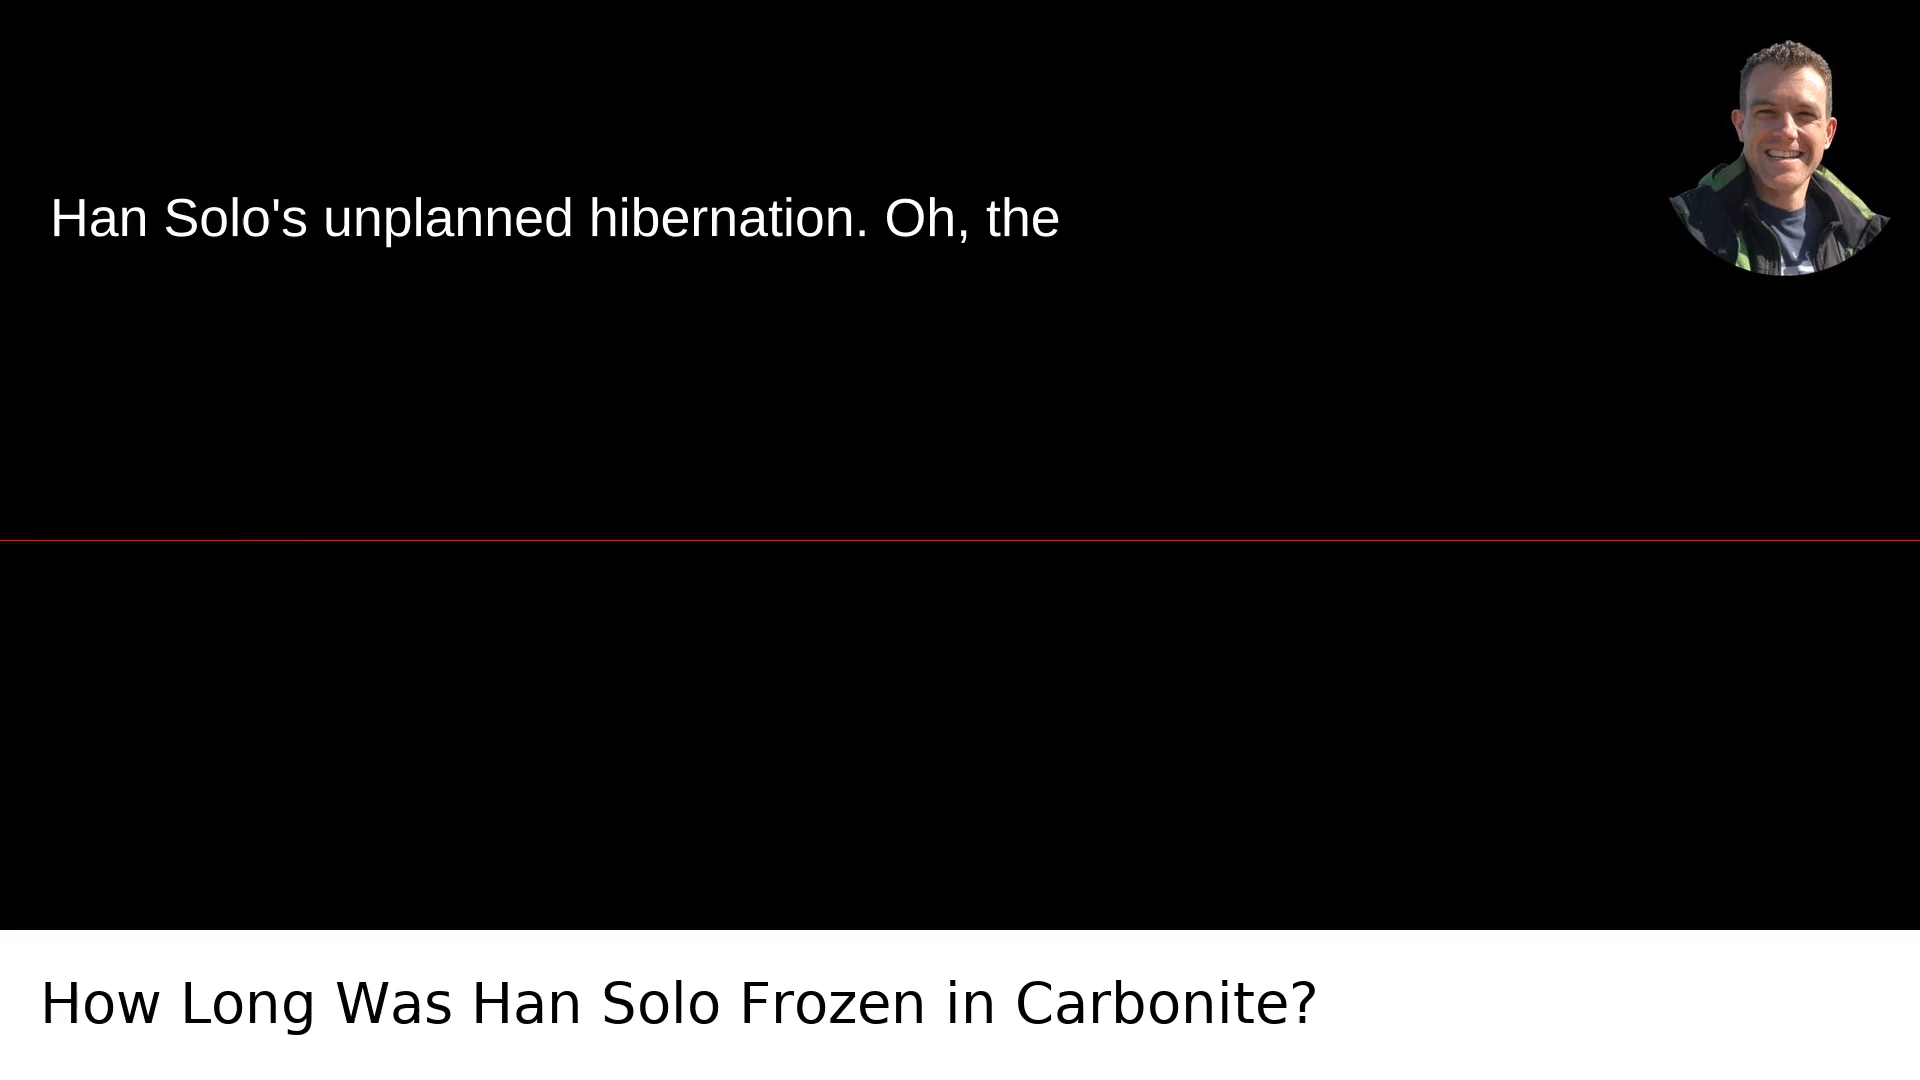 Han Solo's unplanned hibernation. Oh, the
How Long Was Han Solo Frozen in Carbonite?